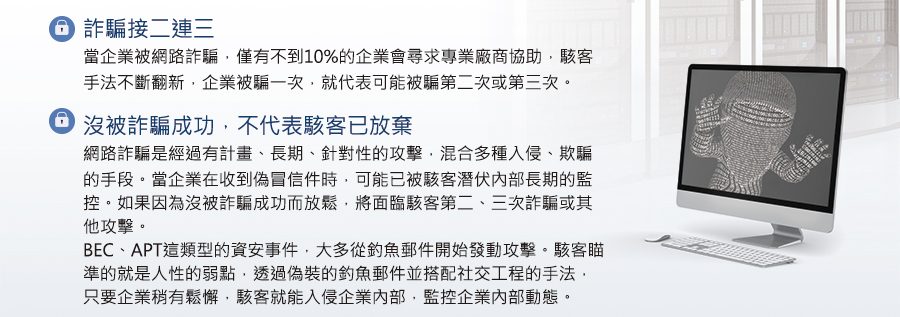 詐騙接二連三
當企業被網路詐騙，僅有不到10%的企業會尋求專業廠商協助，駭客
手法不斷翻新，企業被騙一次，就代表可能被騙第二次或第三次。
沒被詐騙成功，不代表駭客已放棄
網路詐騙是經過有計畫、長期、針對性的攻擊，混合多種入侵、欺騙
的手段。當企業在收到偽冒信件時，可能已被駭客潛伏內部長期的監
控。如果因為沒被詐騙成功而放鬆，將面臨駭客第二、三次詐騙或其
他攻擊。
BEC、APT這類型的資安事件，大多從釣魚郵件開始發動攻擊。駭客瞄
準的就是人性的弱點，透過偽裝的釣魚郵件並搭配社交工程的手法，
只要企業稍有鬆懈，駭客就能入侵企業內部，監控企業內部動態。